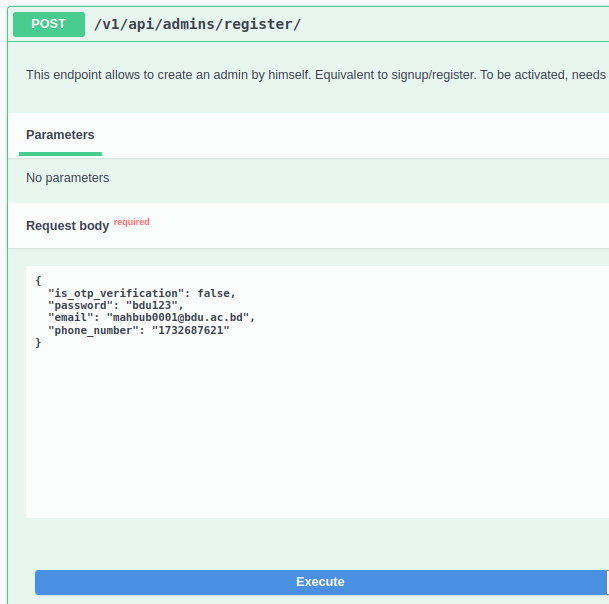 POST /v1/api/admins/register/
This endpoint allows to create an admin by himself. Equivalent to signup/register. To be activated, needs
Parameters
No parameters
Request body required
{
  "is_otp_verification": false,
  "password": "bdu123",
  "email": "mahbub0001@bdu.ac.bd",
  "phone_number": "1732687621"
}
Execute